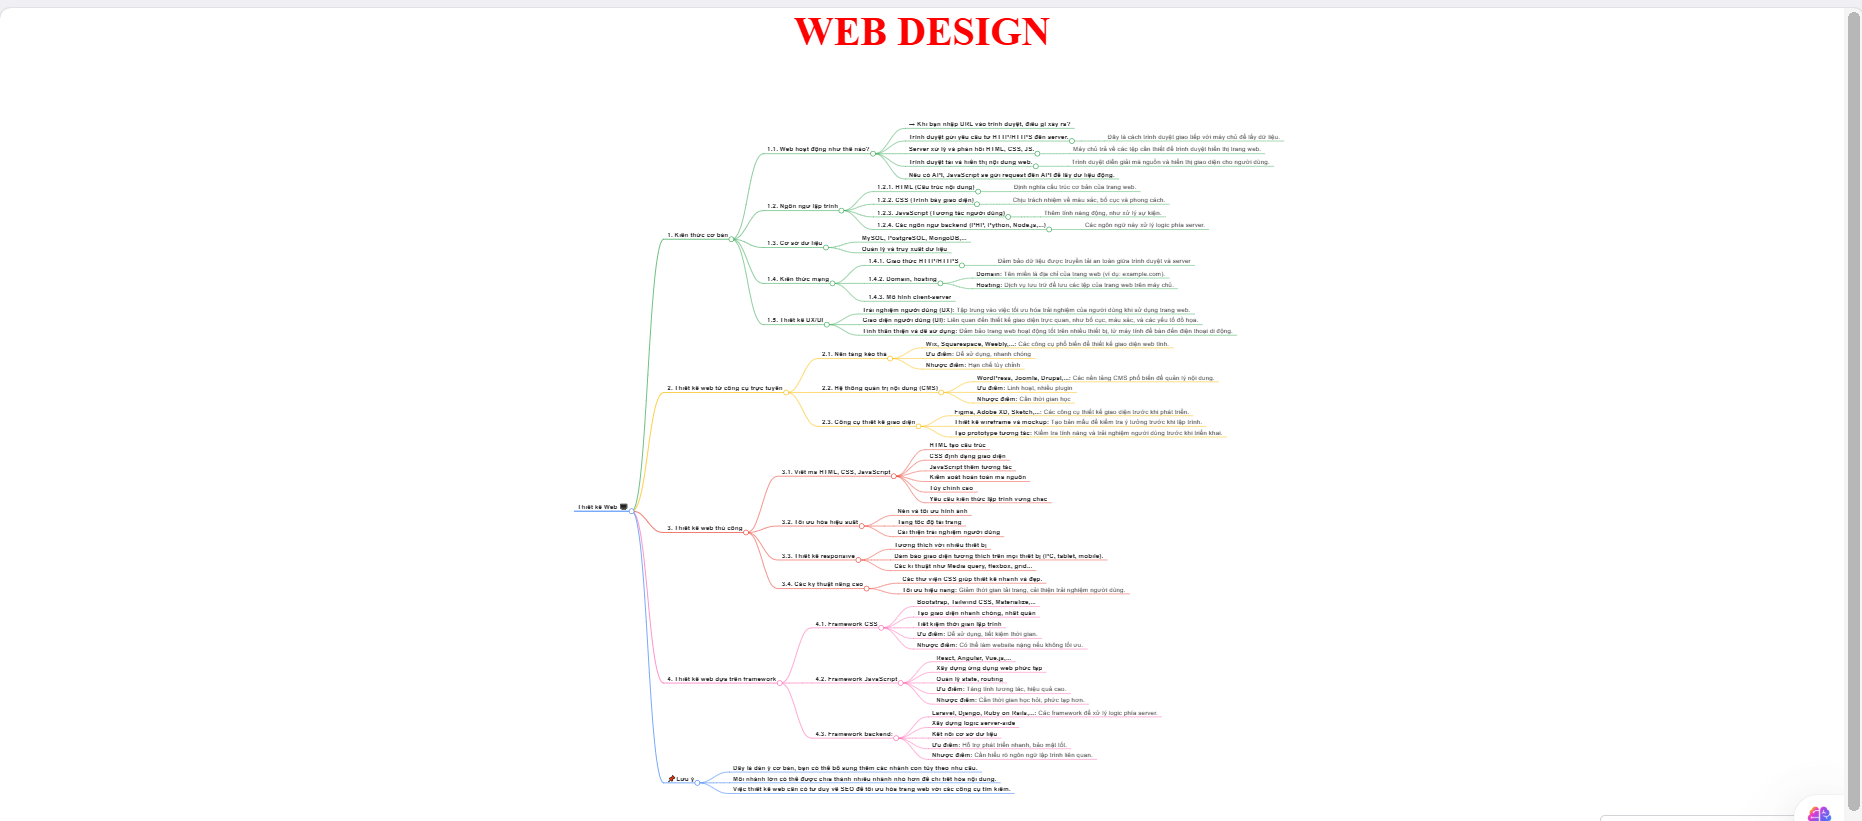 WEB DESIGN
Thiết kế Web
1. Kiến thức cơ bản
1.1. Web hoạt động như thế nào?
→ Khi bạn nhập URL vào trình duyệt, điều gì xảy ra?
Trình duyệt gửi yêu cầu từ HTTP/HTTPS đến server.
Đây là cách trình duyệt giao tiếp với máy chủ để lấy dữ liệu.
Server xử lý và phản hồi HTML, CSS, JS.
Máy chủ trả về các tệp cần thiết để trình duyệt hiển thị trang web.
Trình duyệt tải và hiển thị nội dung web.
Trình duyệt diễn giải mã nguồn và hiển thị giao diện cho người dùng.
Nếu có API, JavaScript sẽ gửi request đến API để lấy dữ liệu động.
1.2. Ngôn ngữ lập trình
1.2.1. HTML (Cấu trúc nội dung)
Định nghĩa cấu trúc cơ bản của trang web.
1.2.2. CSS (Trình bày giao diện)
Chịu trách nhiệm về màu sắc, bố cục và phong cách.
1.2.3. JavaScript (Tương tác người dùng)
Thêm tính năng động, như xử lý sự kiện.
1.2.4. Các ngôn ngữ backend (PHP, Python, Node.js,...)
Các ngôn ngữ này xử lý logic phía server.
1.3. Cơ sở dữ liệu
MySQL, PostgreSQL, MongoDB,...
Quản lý và truy xuất dữ liệu
1.4. Kiến thức mạng
1.4.1. Giao thức HTTP/HTTPS
Đảm bảo dữ liệu được truyền tải an toàn giữa trình duyệt và server
1.4.2. Domain, hosting
Domain: Tên miền là địa chỉ của trang web (ví dụ: example.com).
Hosting: Dịch vụ lưu trữ để lưu các tệp của trang web trên máy chủ.
1.4.3. Mô hình client-server
1.5. Thiết kế UX/UI
Trải nghiệm người dùng (UX): Tập trung vào việc tối ưu hóa trải nghiệm của người dùng khi sử dụng trang web.
Giao diện người dùng (UI): Liên quan đến thiết kế giao diện trực quan, như bố cục, màu sắc, và các yếu tố đồ họa.
Tính thân thiện và dễ sử dụng: Đảm bảo trang web hoạt động tốt trên nhiều thiết bị, từ máy tính để bàn đến điện thoại di động.
2. Thiết kế web từ công cụ trực tuyến
2.1. Nền tảng kéo thả
Wix, Squarespace, Weebly,...: Các công cụ phổ biến để thiết kế giao diện web tĩnh.
Ưu điểm: Dễ sử dụng, nhanh chóng
Nhược điểm: Hạn chế tùy chỉnh
2.2. Hệ thống quản trị nội dung (CMS)
WordPress, Joomla, Drupal,...: Các nền tảng CMS phổ biến để quản lý nội dung.
Ưu điểm: Linh hoạt, nhiều plugin
Nhược điểm: Cần thời gian học
2.3. Công cụ thiết kế giao diện
Figma, Adobe XD, Sketch,...: Các công cụ thiết kế giao diện trước khi phát triển.
Thiết kế wireframe và mockup: Tạo bản mẫu để kiểm tra ý tưởng trước khi lập trình.
Tạo prototype tương tác: Kiểm tra tính năng và trải nghiệm người dùng trước khi triển khai.
3. Thiết kế web thủ công
3.1. Viết mã HTML, CSS, JavaScript
HTML tạo cấu trúc
CSS định dạng giao diện
JavaScript thêm tương tác
Kiểm soát hoàn toàn mã nguồn
Tùy chỉnh cao
Yêu cầu kiến thức lập trình vững chắc
3.2. Tối ưu hóa hiệu suất
Nén và tối ưu hình ảnh
Tăng tốc độ tải trang
Cải thiện trải nghiệm người dùng
3.3. Thiết kế responsive
Tương thích với nhiều thiết bị
Đảm bảo giao diện tương thích trên mọi thiết bị (PC, tablet, mobile).
Các kĩ thuật như Media query, flexbox, grid...
3.4. Các kỹ thuật nâng cao
Các thư viện CSS giúp thiết kế nhanh và đẹp.
Tối ưu hiệu năng: Giảm thời gian tải trang, cải thiện trải nghiệm người dùng.
4. Thiết kế web dựa trên framework
4.1. Framework CSS
Bootstrap, Tailwind CSS, Materialize,...
Tạo giao diện nhanh chóng, nhất quán
Tiết kiệm thời gian lập trình
Ưu điểm: Dễ sử dụng, tiết kiệm thời gian.
Nhược điểm: Có thể làm website nặng nếu không tối ưu.
4.2. Framework JavaScript
React, Angular, Vue.js,...
Xây dựng ứng dụng web phức tạp
Quản lý state, routing
Ưu điểm: Tăng tính tương tác, hiệu quả cao.
Nhược điểm: Cần thời gian học hỏi, phức tạp hơn.
4.3. Framework backend:
Laravel, Django, Ruby on Rails,...: Các framework để xử lý logic phía server.
Xây dựng logic server-side
Kết nối cơ sở dữ liệu
Ưu điểm: Hỗ trợ phát triển nhanh, bảo mật tốt.
Nhược điểm: Cần hiểu rõ ngôn ngữ lập trình liên quan.
📌 Lưu ý
Đây là dàn ý cơ bản, bạn có thể bổ sung thêm các nhánh con tùy theo nhu cầu.
Mỗi nhánh lớn có thể được chia thành nhiều nhánh nhỏ hơn để chi tiết hóa nội dung.
Việc thiết kế web cần có tư duy về SEO để tối ưu hóa trang web với các công cụ tìm kiếm.